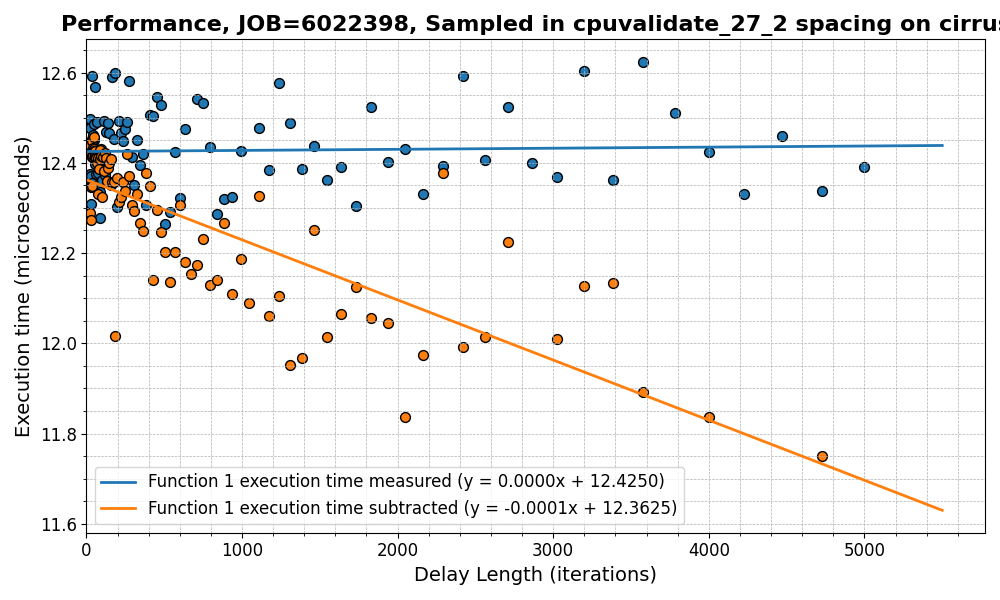 Performance, JOB=6022398, Sampled in cpuvalidate_27_2 spacing on cirrus
Execution time (microseconds)
12.6
12.4
12.2
12.0
11.8
11.6
Function 1 execution time measured (y = 0.0000x + 12.4250)
Function 1 execution time subtracted (y = -0.0001x + 12.3625)
0 1000 2000 3000 4000 5000
Delay Length (iterations)